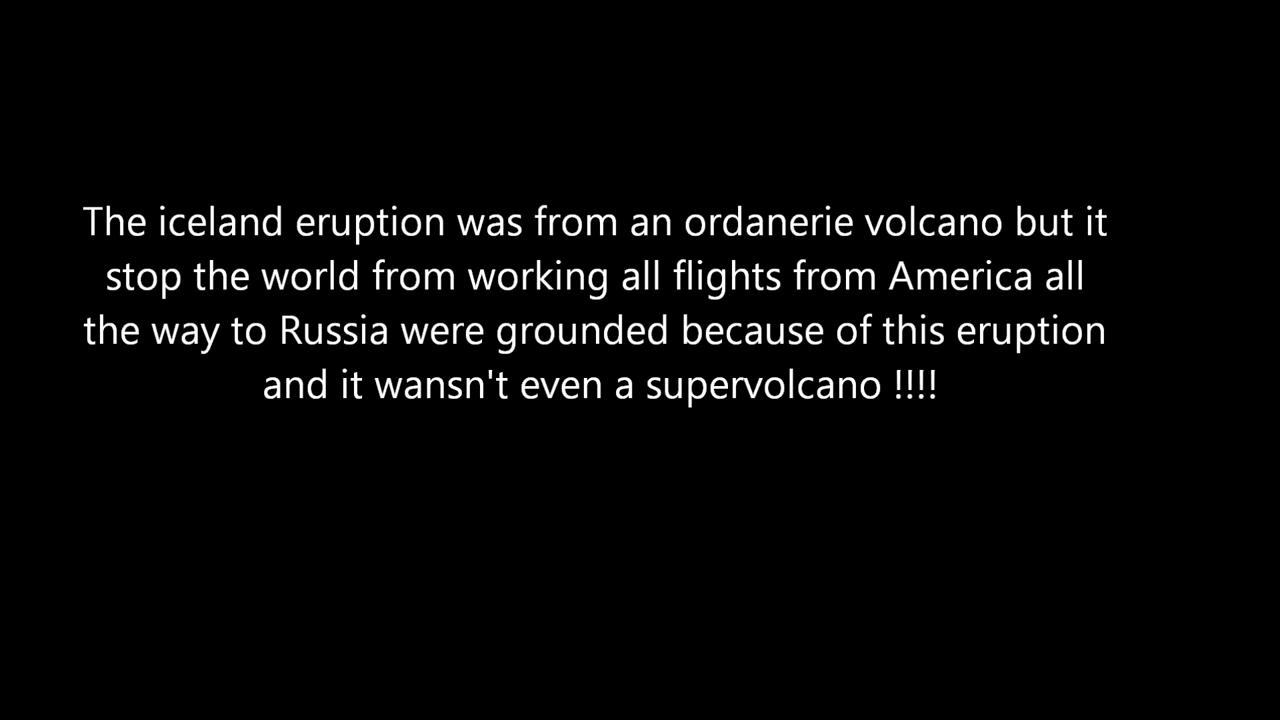 The iceland eruption was from an ordanerie volcano but it
stop the world from working all flights from America all
the way to Russia were grounded because of this eruption
and it wansn't even a supervolcano !!!!